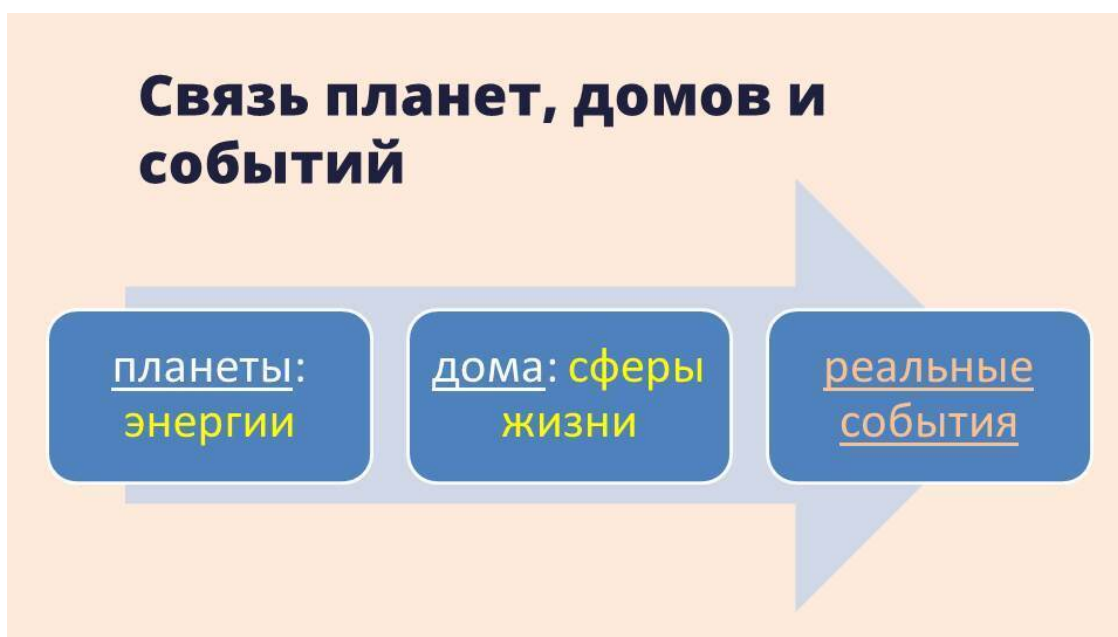 Связь планет, домов и
событий
планеты:
энергии
дома: сферы
жизни
реальные
события